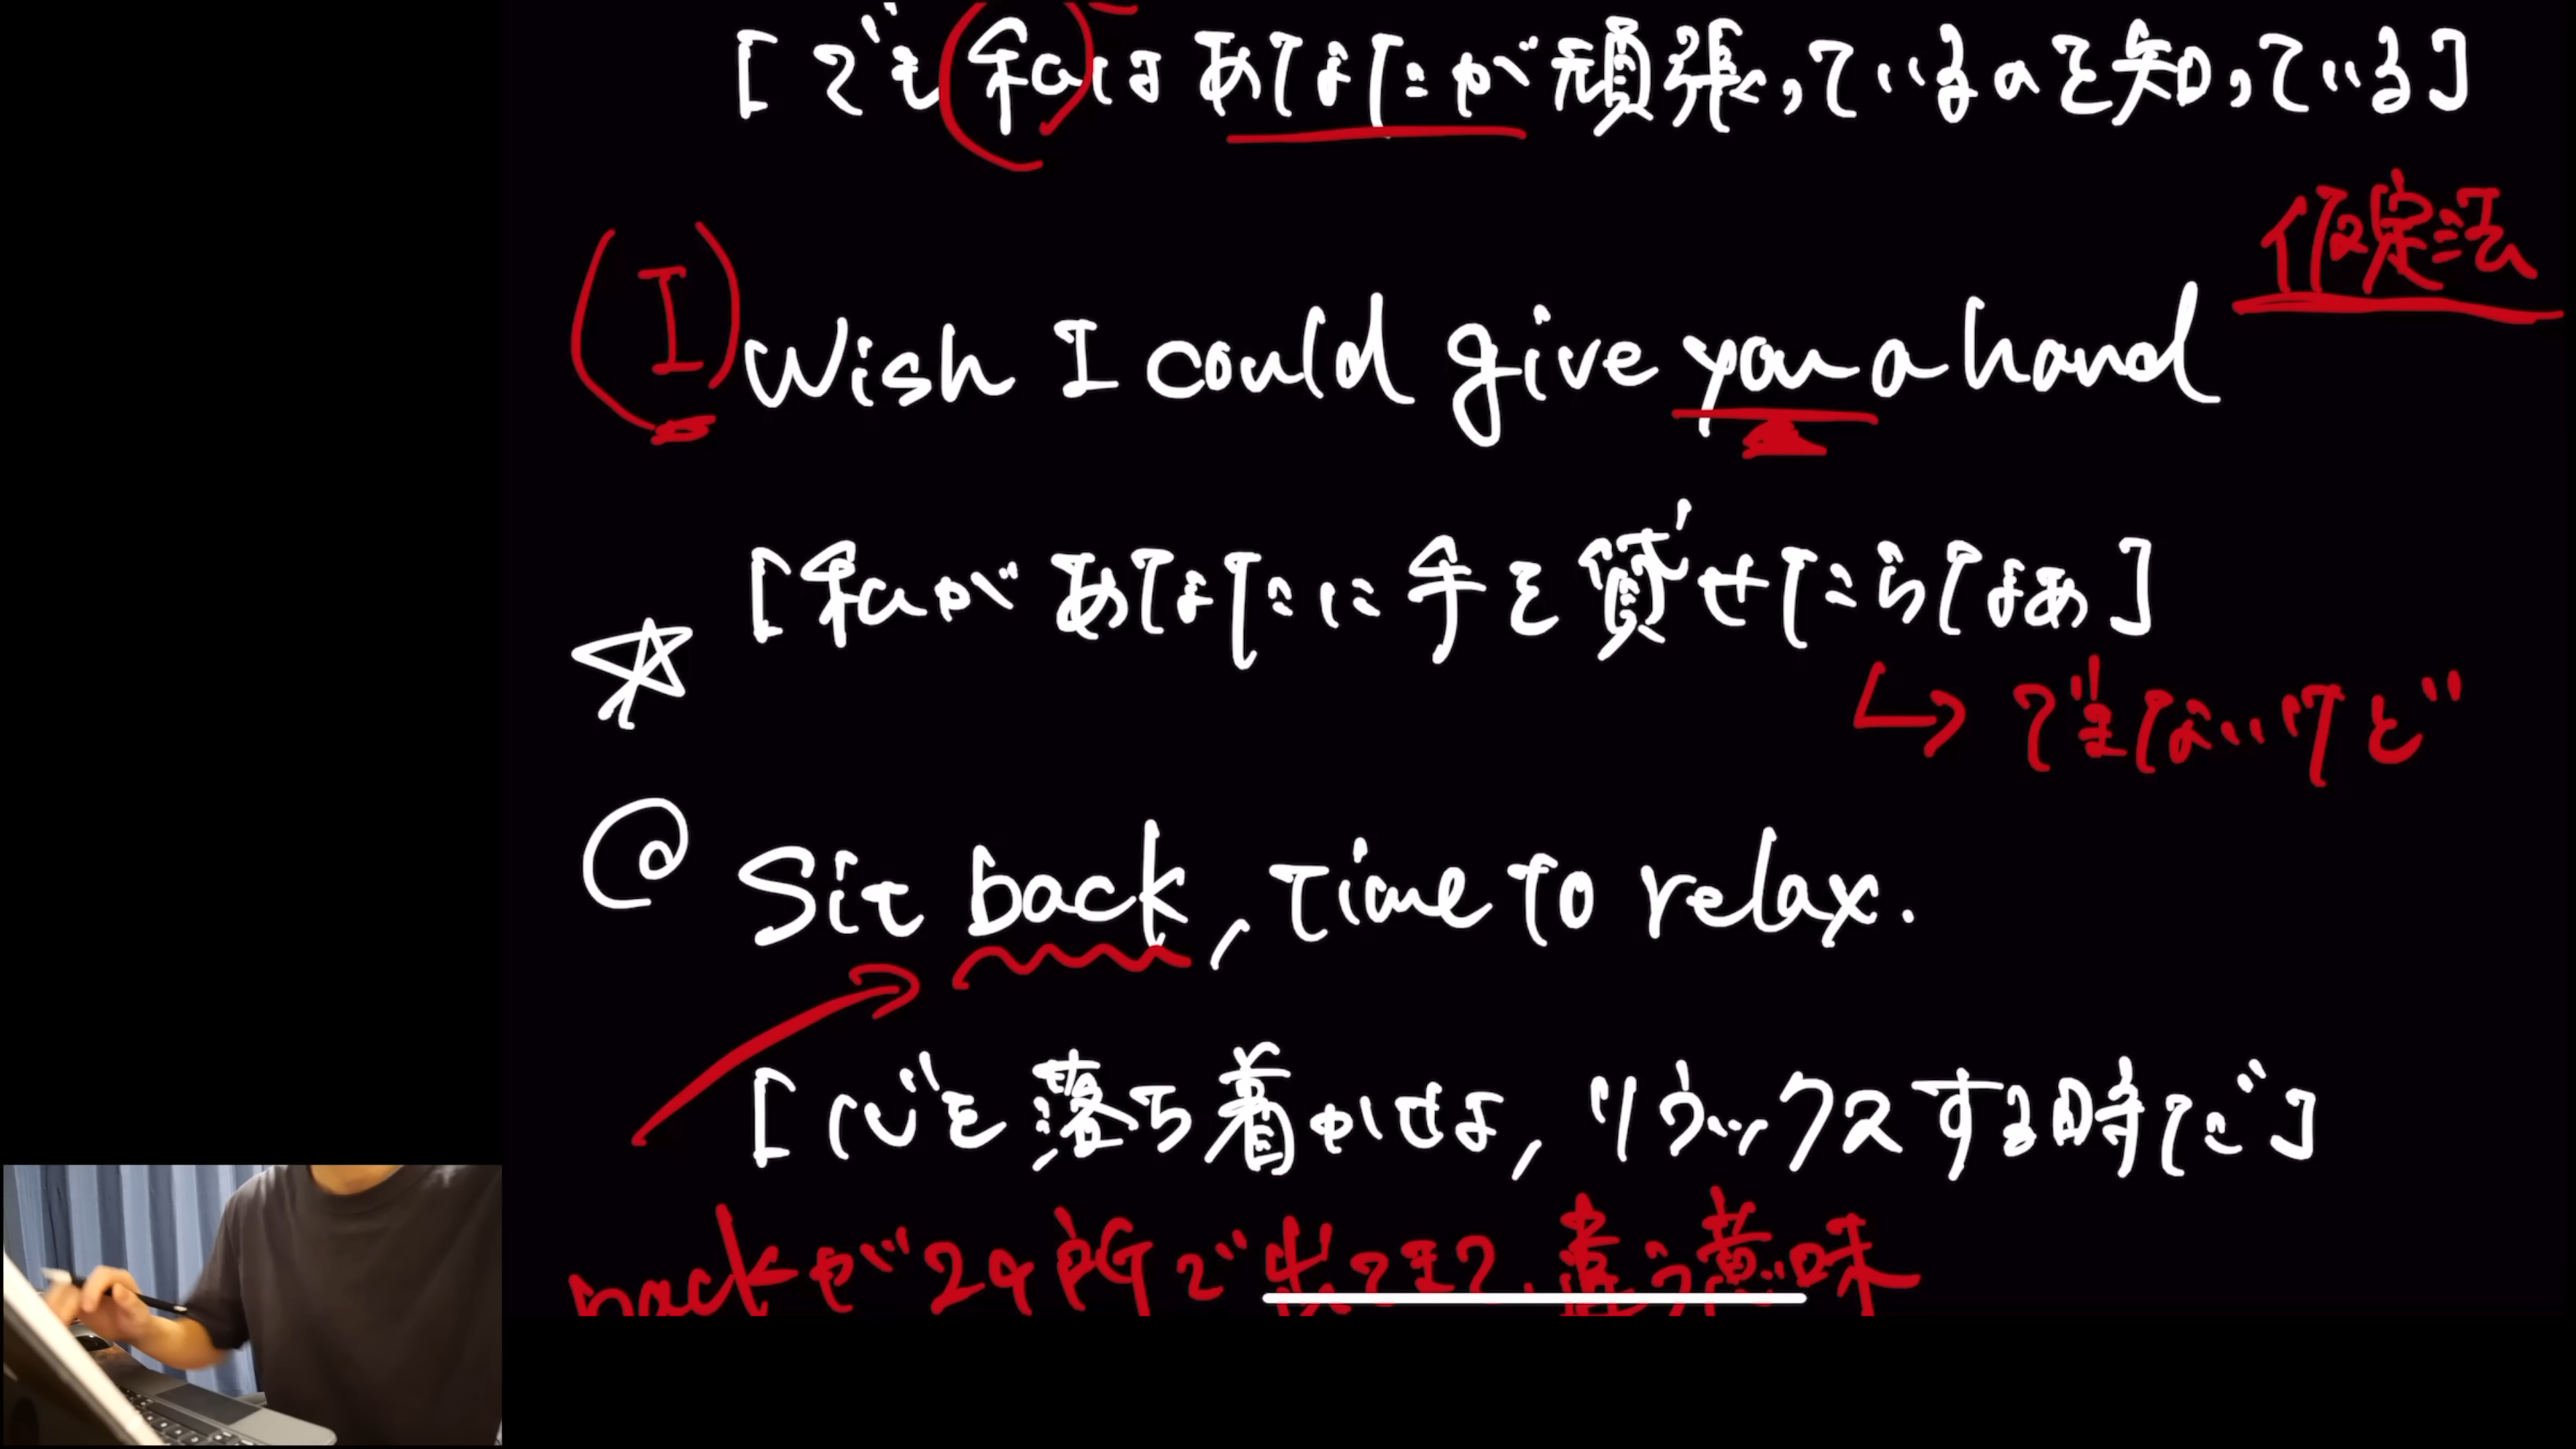 [でも私はあなたが頑張っているのを知っている]
仮定法
(I) Wish I could give you a hand
[私があなたに手を貸せたらなあ]
☆
↳ できないけど
@ Sit back, time to relax.
[心を落ち着かせよ, リラックスする時だ]
backが2ヶ所で出てきて、違う意味